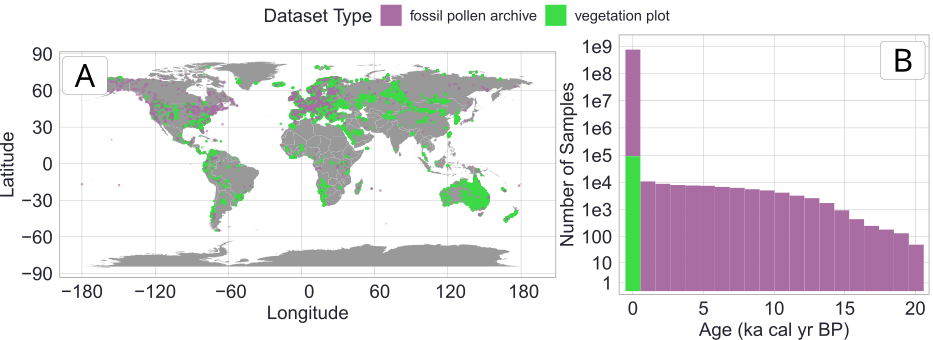 Dataset Type fossil pollen archive vegetation plot
A
90
60
30
0
−30
−60
−90
Latitude
−180 −120 −60 0 60 120 180
Longitude
B
1e9
1e8
1e7
1e6
1e5
1e4
1e3
100
10
1
Number of Samples
0 5 10 15 20
Age (ka cal yr BP)